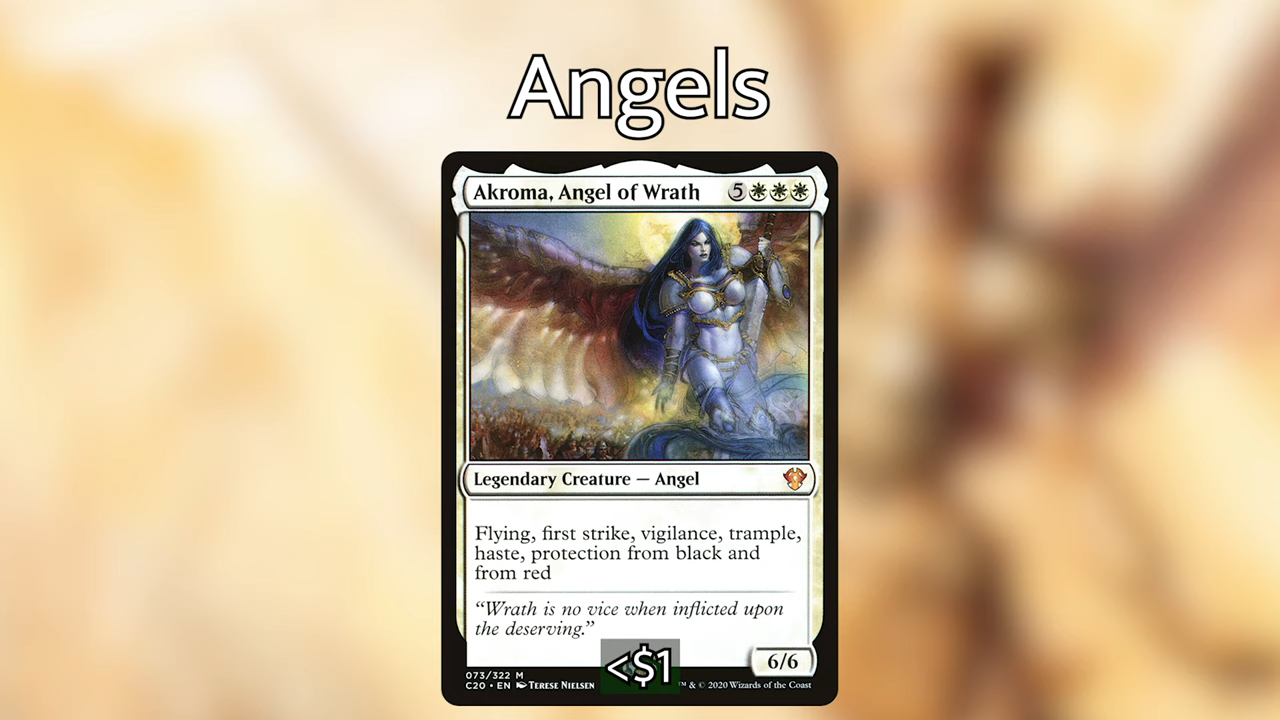 Angels
Akroma, Angel of Wrath 5
Legendary Creature — Angel
Flying, first strike, vigilance, trample,
haste, protection from black and
from red
“Wrath is no vice when inflicted upon
the deserving.”
<$1
6/6
073/322 M
C20 • EN TERESE NIELSEN ™ & © 2020 Wizards of the Coast